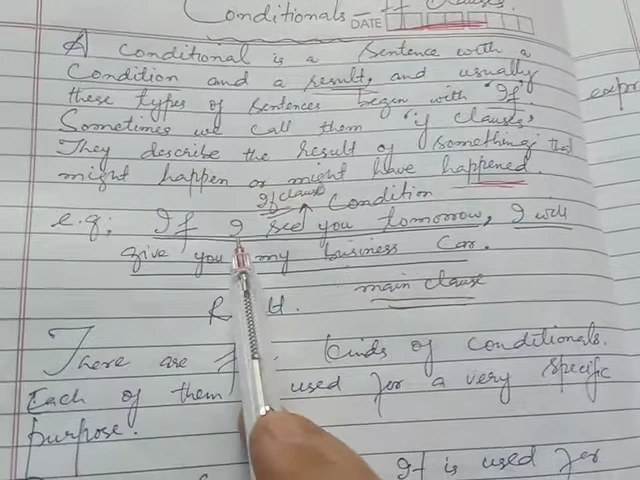 Conditionals - If Clauses
DATE
A Conditional is a Sentence with a
Condition and a result, and usually
these types of sentences begin with "If"
Sometimes we call them 'if clauses'
They describe the result of something that
might happen or might have happened.
If clause Condition
e.g; If I see you tomorrow, I will
give you my business Car.
main clause
R
There are kinds of conditionals.
Each of them used for a very specific
purpose.
If is used for